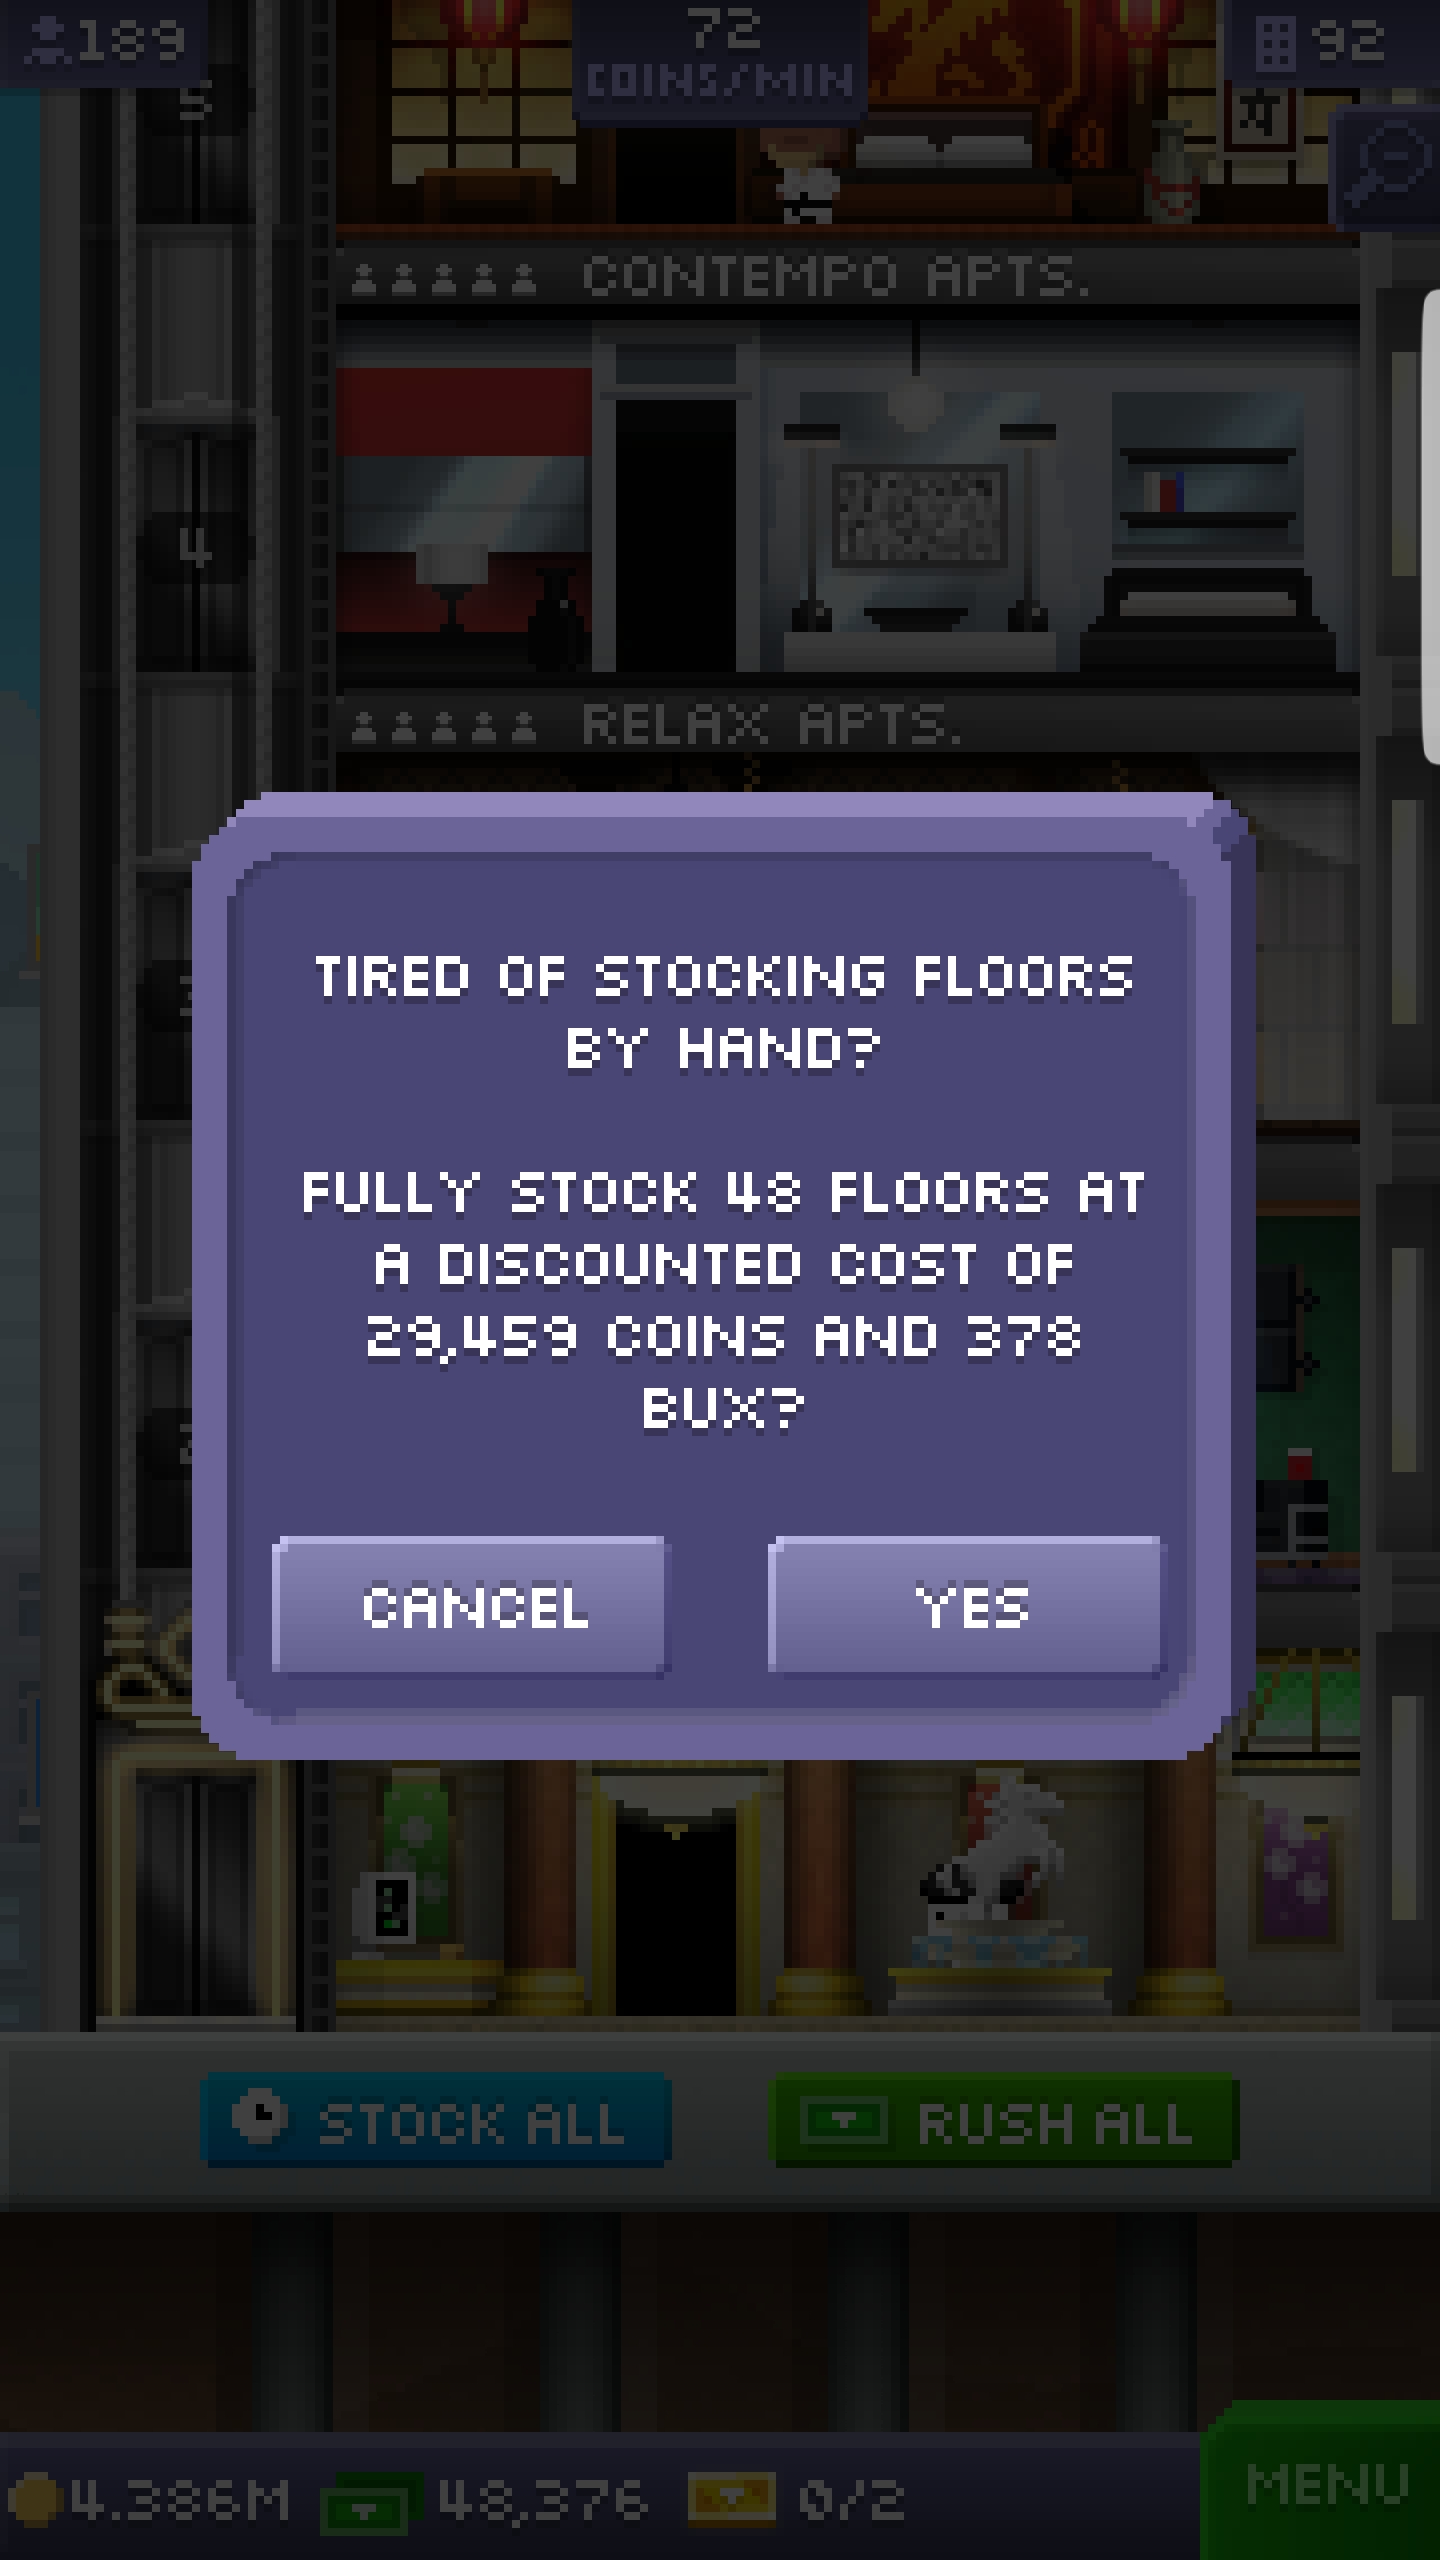 189
72
COINS/MIN
92
5
CONTEMPO APTS.
4
RELAX APTS.
TIRED OF STOCKING FLOORS
BY HAND?
FULLY STOCK 48 FLOORS AT
A DISCOUNTED COST OF
29,459 COINS AND 378
BUX?
CANCEL
YES
STOCK ALL
RUSH ALL
4.386M
48,376
0/2
MENU